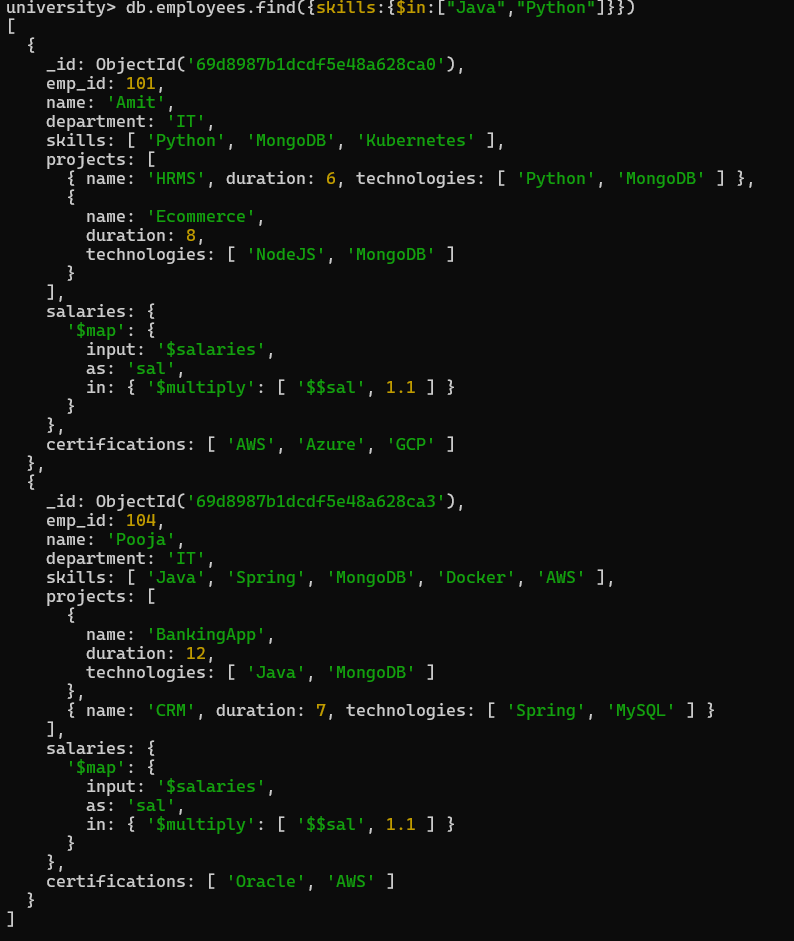 university> db.employees.find({skills:{$in:["Java","Python"]}})
[
  {
    _id: ObjectId('69d8987b1dcdf5e48a628ca0'),
    emp_id: 101,
    name: 'Amit',
    department: 'IT',
    skills: [ 'Python', 'MongoDB', 'Kubernetes' ],
    projects: [
      { name: 'HRMS', duration: 6, technologies: [ 'Python', 'MongoDB' ] },
      {
        name: 'Ecommerce',
        duration: 8,
        technologies: [ 'NodeJS', 'MongoDB' ]
      }
    ],
    salaries: {
      '$map': {
        input: '$salaries',
        as: 'sal',
        in: { '$multiply': [ '$$sal', 1.1 ] }
      }
    },
    certifications: [ 'AWS', 'Azure', 'GCP' ]
  },
  {
    _id: ObjectId('69d8987b1dcdf5e48a628ca3'),
    emp_id: 104,
    name: 'Pooja',
    department: 'IT',
    skills: [ 'Java', 'Spring', 'MongoDB', 'Docker', 'AWS' ],
    projects: [
      {
        name: 'BankingApp',
        duration: 12,
        technologies: [ 'Java', 'MongoDB' ]
      },
      { name: 'CRM', duration: 7, technologies: [ 'Spring', 'MySQL' ] }
    ],
    salaries: {
      '$map': {
        input: '$salaries',
        as: 'sal',
        in: { '$multiply': [ '$$sal', 1.1 ] }
      }
    },
    certifications: [ 'Oracle', 'AWS' ]
  }
]